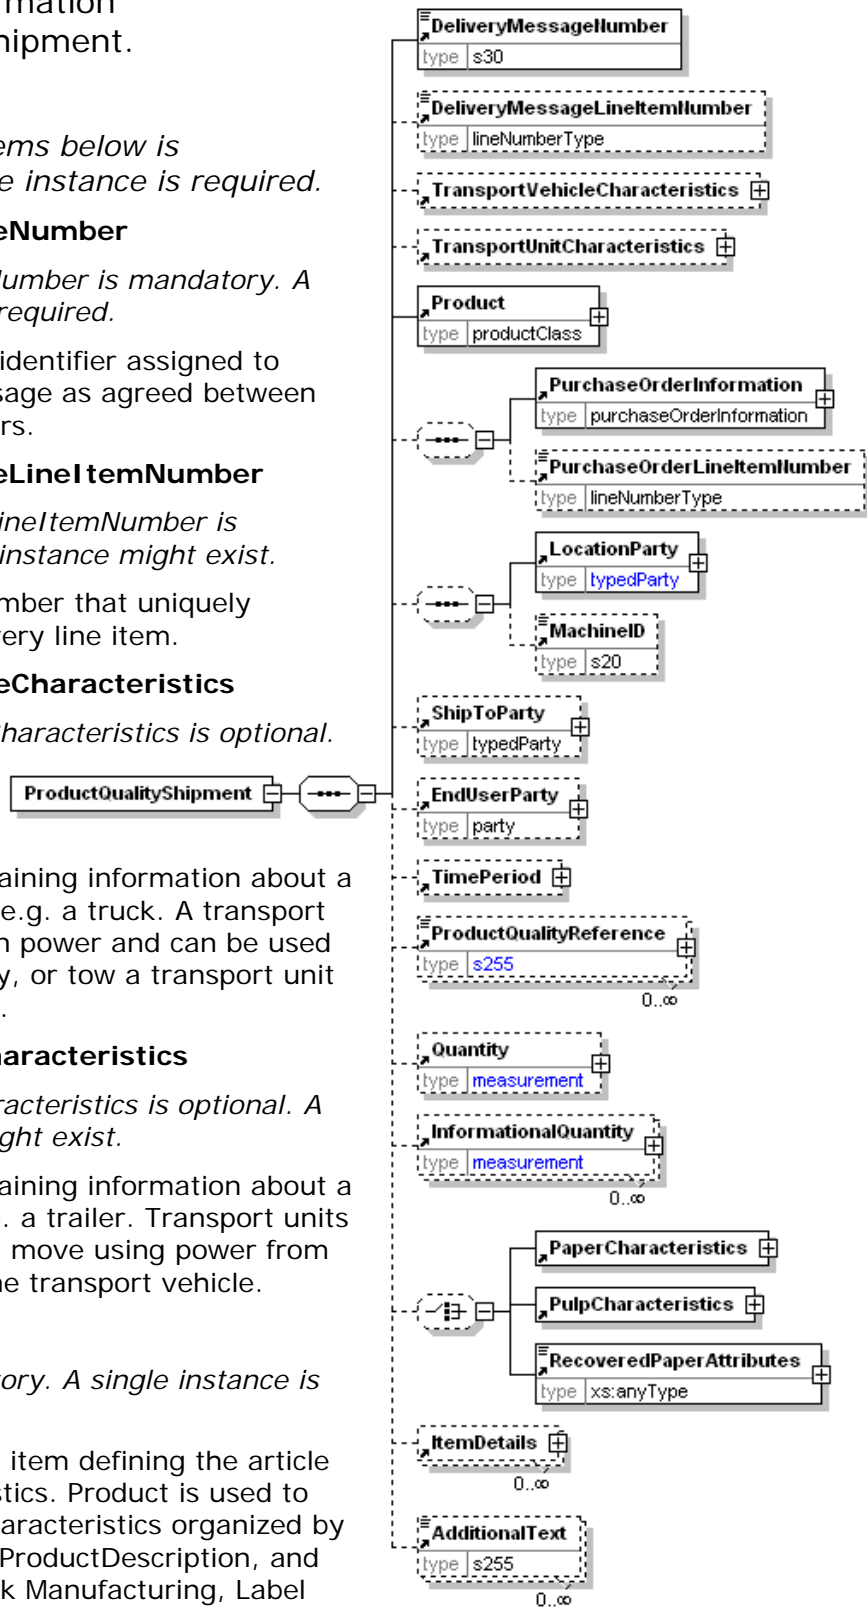 rmation
hipment.
ems below is
e instance is required.
eNumber
Number is mandatory. A
required.
identifier assigned to
sage as agreed between
rs.
eLineItemNumber
LineItemNumber is
instance might exist.
mber that uniquely
very line item.
eCharacteristics
Characteristics is optional.
ProductQualityShipment
aining information about a
e.g. a truck. A transport
n power and can be used
y, or tow a transport unit
.
haracteristics
racteristics is optional. A
ght exist.
aining information about a
g. a trailer. Transport units
move using power from
he transport vehicle.
tory. A single instance is
item defining the article
stics. Product is used to
haracteristics organized by
ProductDescription, and
k Manufacturing, Label
DeliveryMessageNumber
type s30
DeliveryMessageLineItemNumber
type lineNumberType
TransportVehicleCharacteristics
TransportUnitCharacteristics
Product
type productClass
PurchaseOrderInformation
type purchaseOrderInformation
PurchaseOrderLineItemNumber
type lineNumberType
LocationParty
type typedParty
MachineID
type s20
ShipToParty
type typedParty
EndUserParty
type party
TimePeriod
ProductQualityReference
type s255
0..∞
Quantity
type measurement
InformationalQuantity
type measurement
0..∞
PaperCharacteristics
PulpCharacteristics
RecoveredPaperAttributes
type xs:anyType
ItemDetails
0..∞
AdditionalText
type s255
0..∞